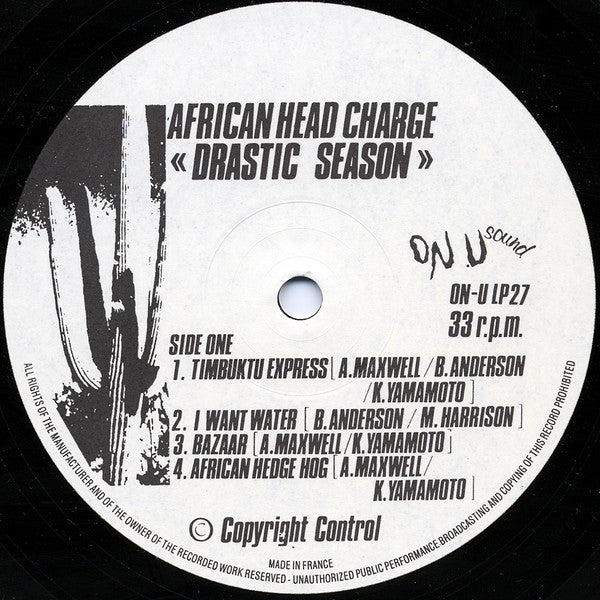 AFRICAN HEAD CHARGE
« DRASTIC SEASON »
ON.U sound
ON-U LP27
33 r.p.m.
SIDE ONE
1. TIMBUKTU EXPRESS [ A.MAXWELL / B. ANDERSON
/ K. YAMAMOTO ]
2. I WANT WATER [ B. ANDERSON / M. HARRISON ]
3. BAZAAR [ A. MAXWELL / K. YAMAMOTO ]
4. AFRICAN HEDGE HOG [ A. MAXWELL /
K. YAMAMOTO ]
© Copyright Control
MADE IN FRANCE
ALL RIGHTS OF THE MANUFACTURER AND OF THE OWNER OF THE RECORDED WORK RESERVED - UNAUTHORIZED PUBLIC PERFORMANCE BROADCASTING AND COPYING OF THIS RECORD PROHIBITED